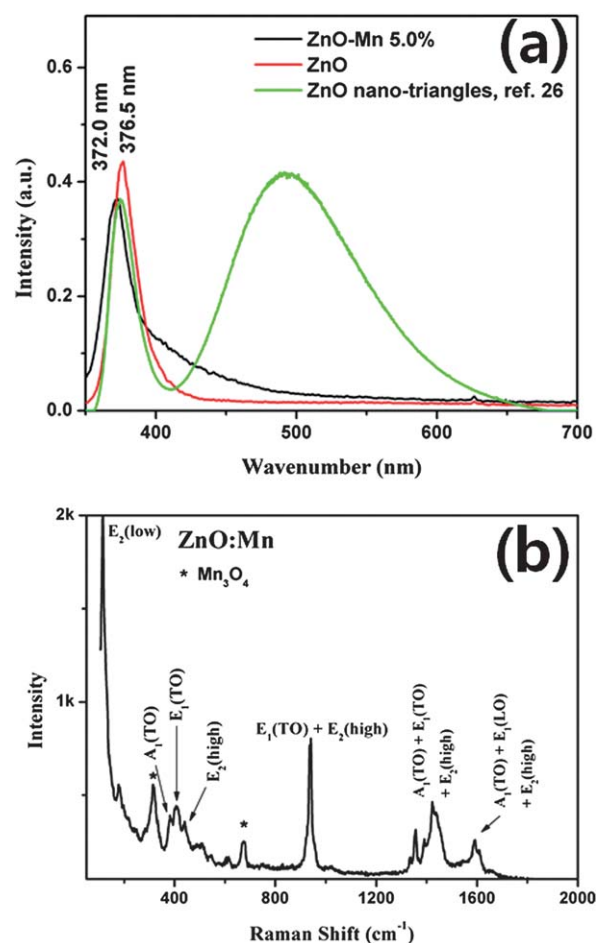 (a)
ZnO-Mn 5.0%
ZnO
ZnO nano-triangles, ref. 26
372.0 nm
376.5 nm
0.6
0.4
0.2
0.0
Intensity (a.u.)
400 500 600 700
Wavenumber (nm)
(b)
2k
1k
Intensity
E₂(low)
ZnO:Mn
* Mn₃O₄
*
A₁(TO)
E₁(TO)
E₂(high)
*
E₁(TO) + E₂(high)
A₁(TO) + E₁(TO)
+ E₂(high)
A₁(TO) + E₁(LO)
+ E₂(high)
400 800 1200 1600 2000
Raman Shift (cm⁻¹)